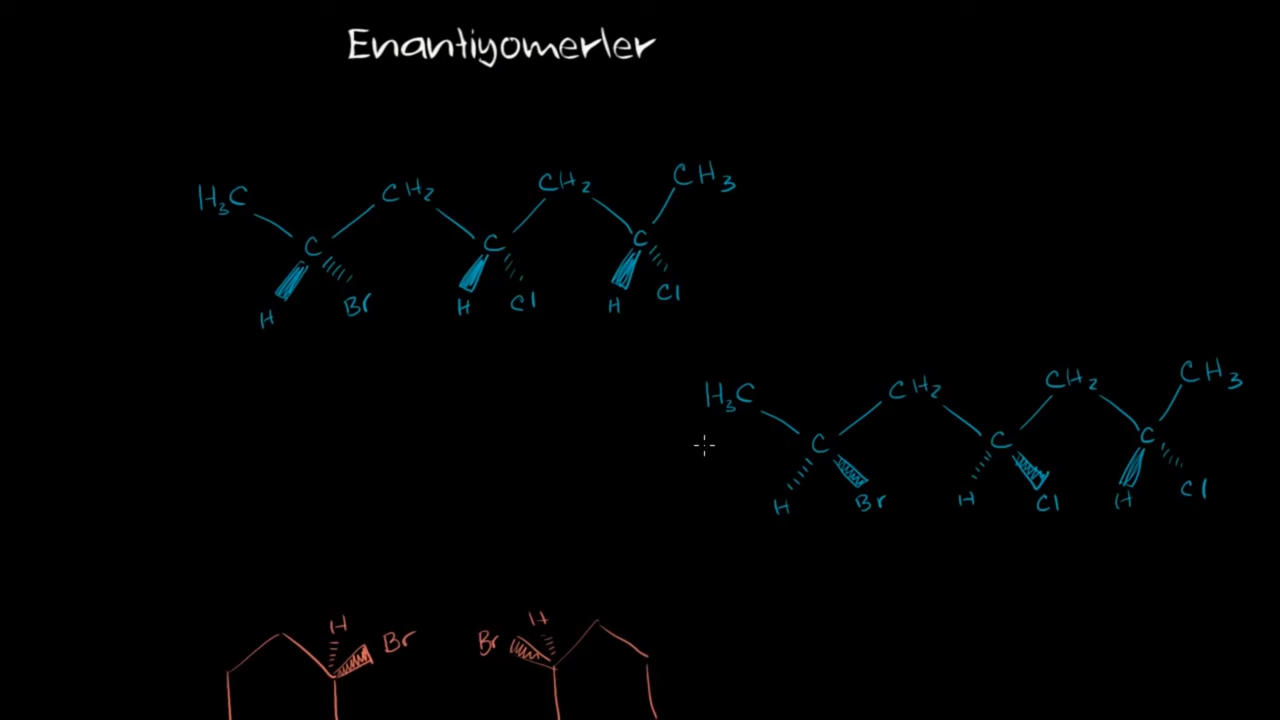 Enantiyomerler
H₃C CH₂ CH₂ CH₃
C C C
H Br H Cl H Cl
H₃C CH₂ CH₂ CH₃
C C C
H Br H Cl H Cl
H Br Br H